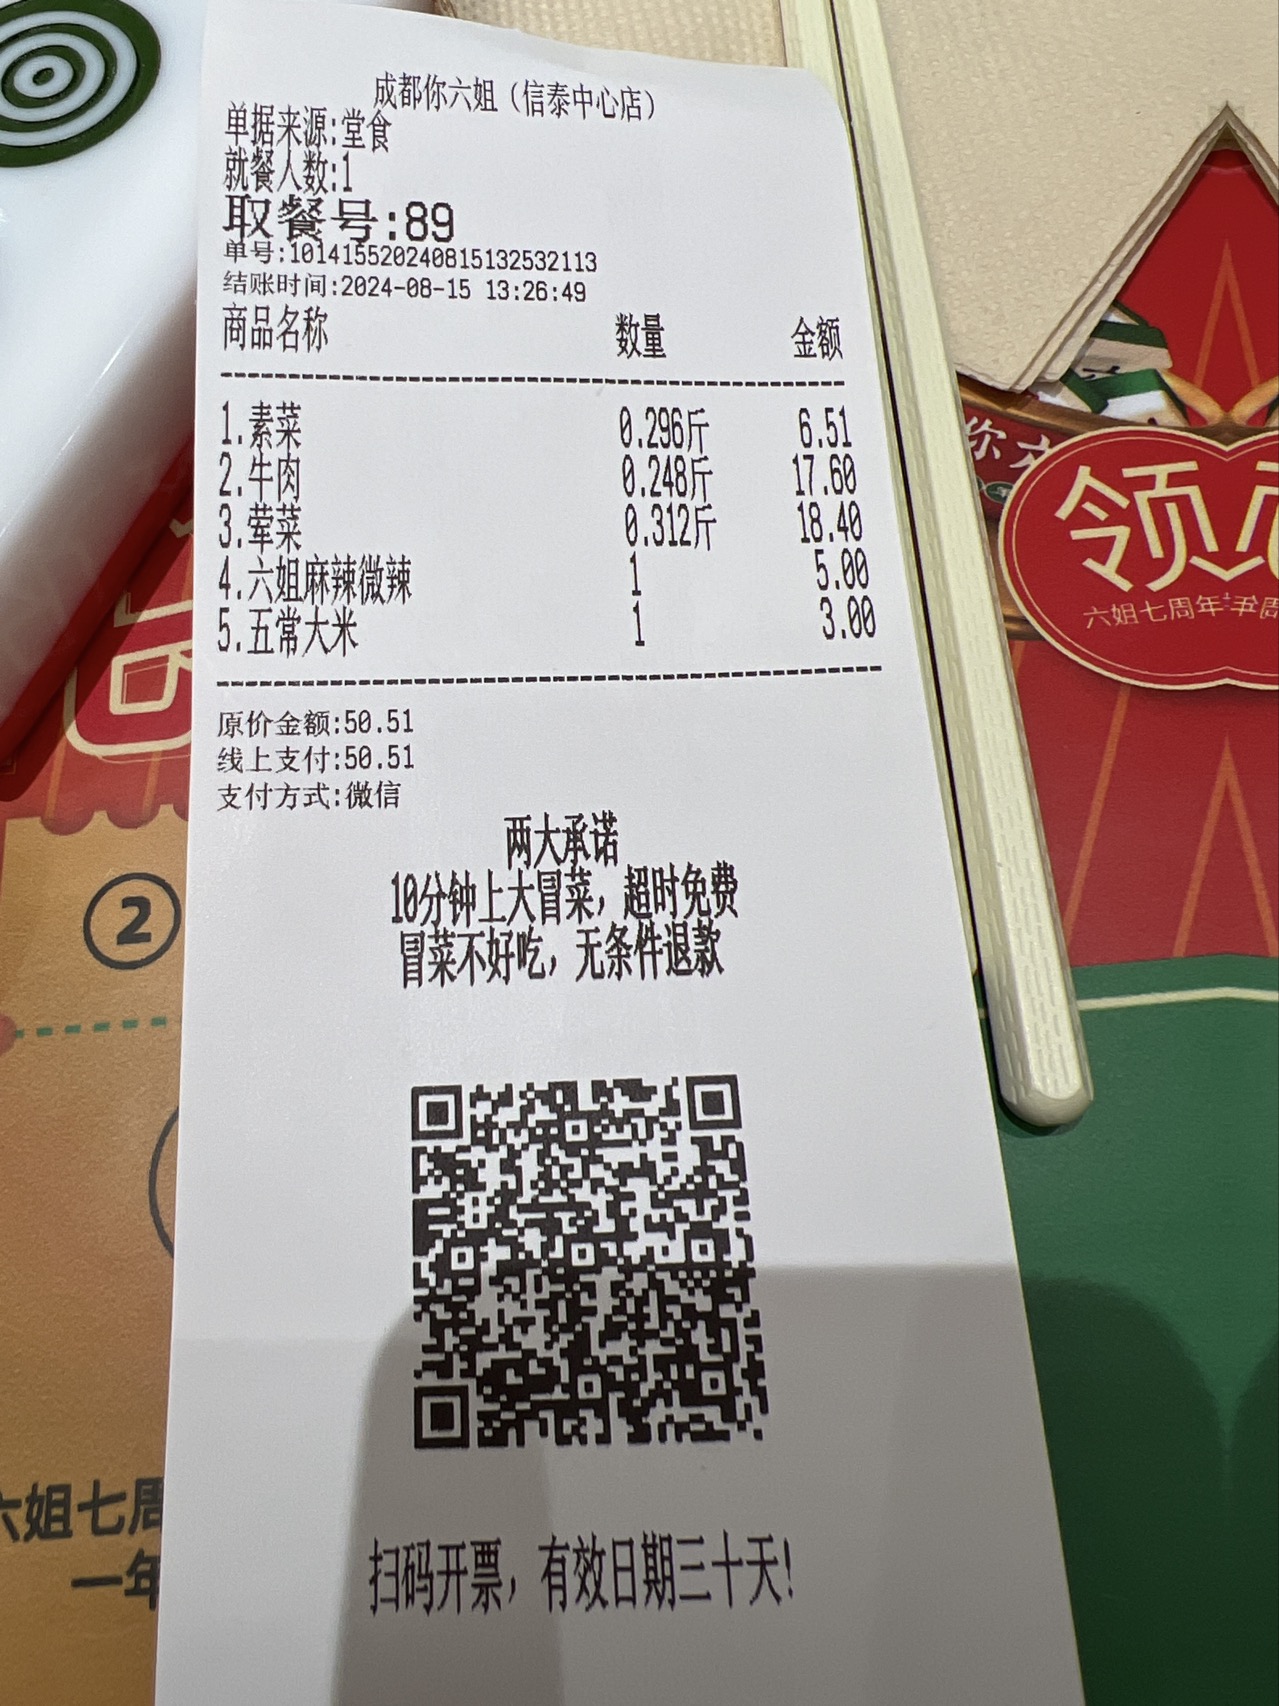 成都你六姐（信泰中心店）
单据来源:堂食
就餐人数:1
取餐号:89
单号:101415520240815132532113
结账时间:2024-08-15 13:26:49
商品名称 数量 金额
1.素菜 0.296斤 6.51
2.牛肉 0.248斤 17.60
3.荤菜 0.312斤 18.40
4.六姐麻辣微辣 1 5.00
5.五常大米 1 3.00
原价金额:50.51
线上支付:50.51
支付方式:微信
两大承诺
10分钟上大冒菜，超时免费
冒菜不好吃，无条件退款
扫码开票，有效日期三十天!
你六
领
六姐七周年
2
六姐七周
一年